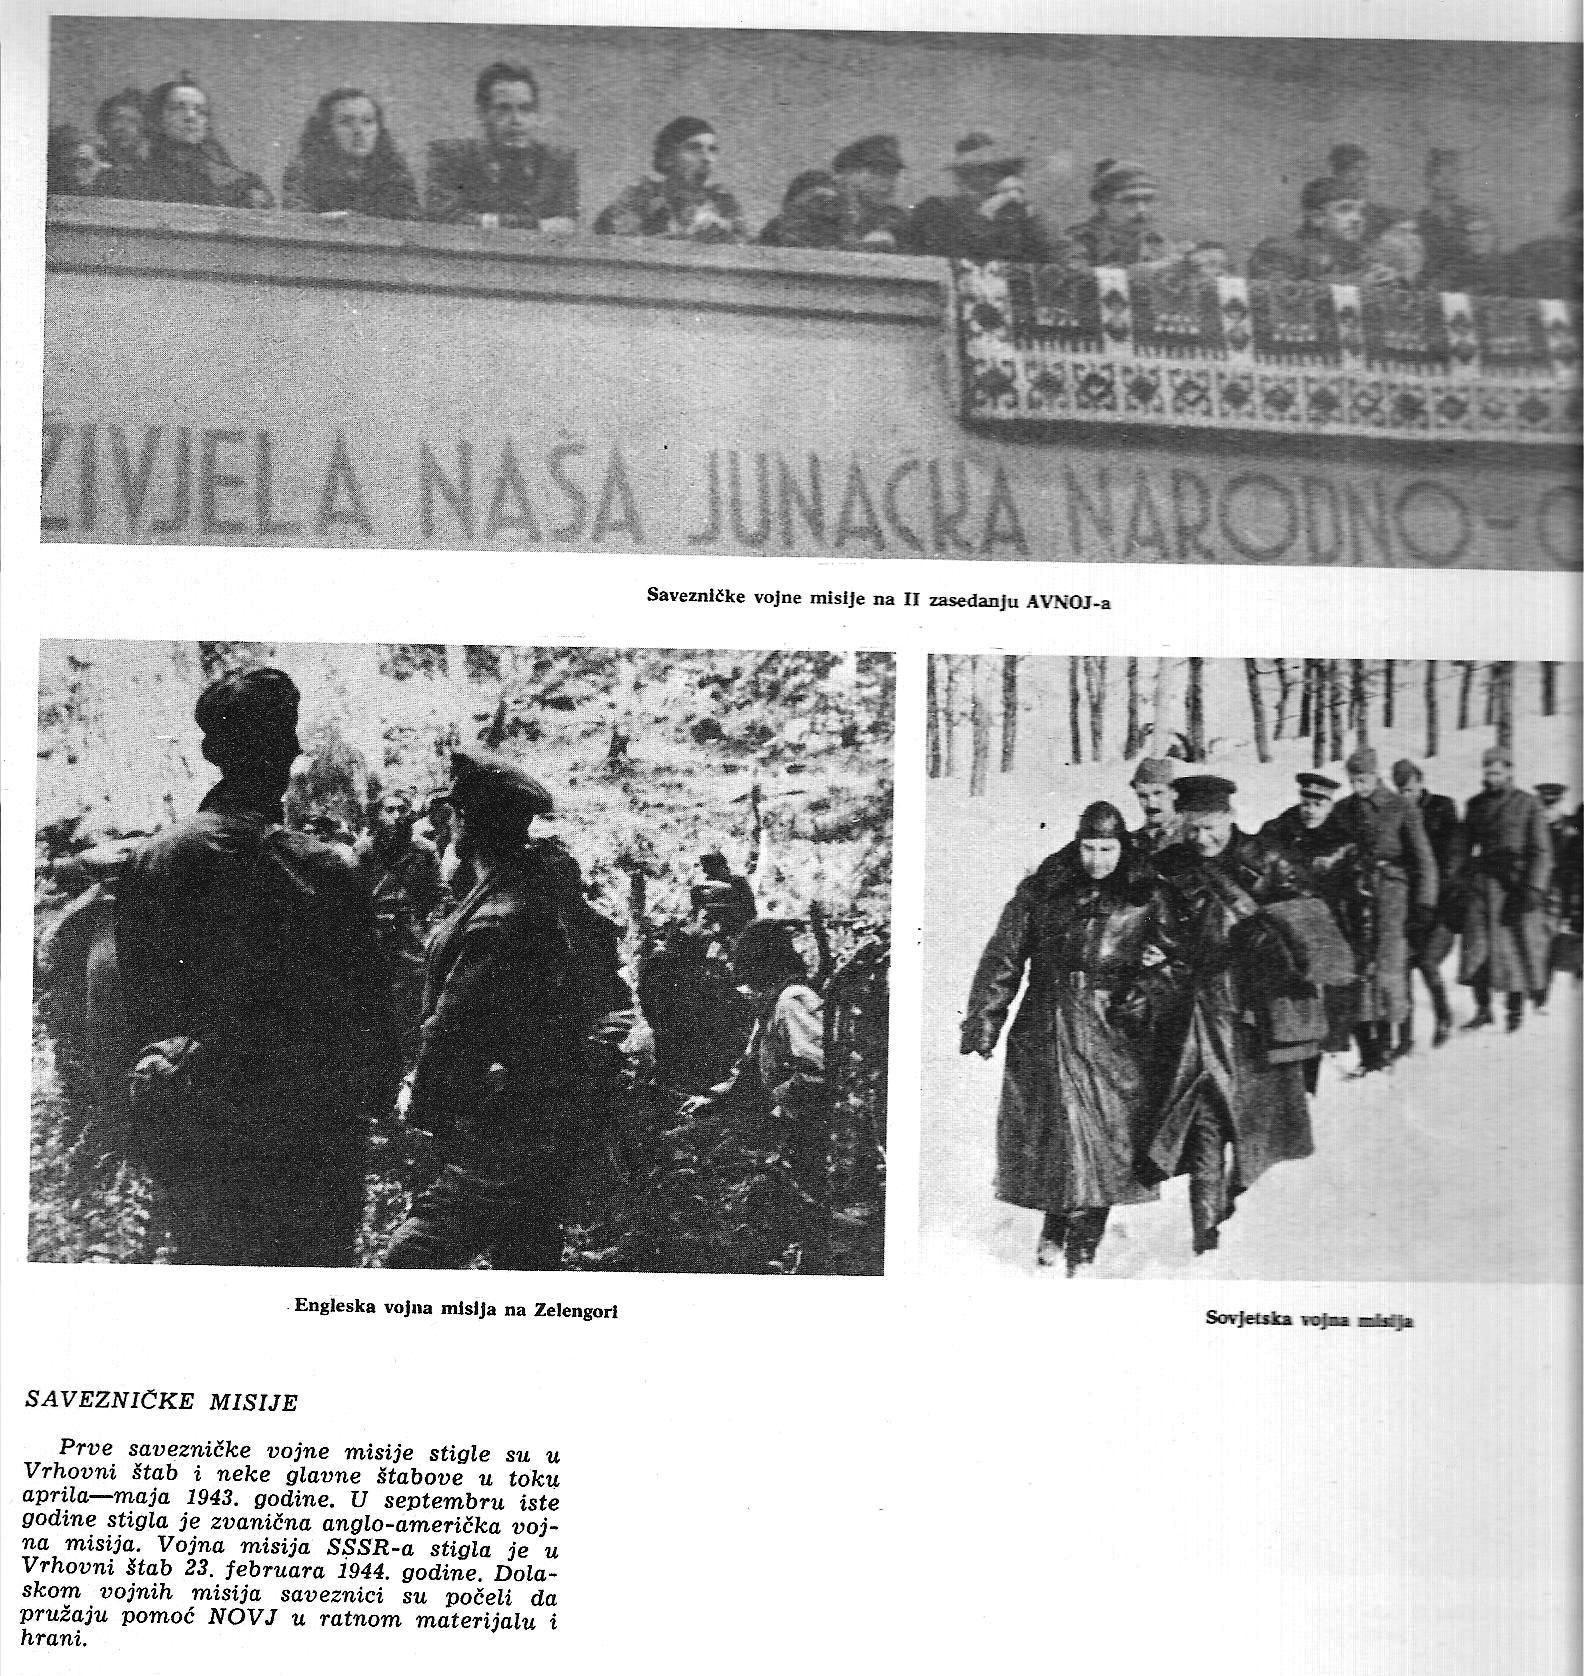 ZIVJELA NAŠA JUNAČKA NARODNO-O
Savezničke vojne misije na II zasedanju AVNOJ-a
Engleska vojna misija na Zelengori
Sovjetska vojna misija
SAVEZNIČKE MISIJE
Prve savezničke vojne misije stigle su u
Vrhovni štab i neke glavne štabove u toku
aprila—maja 1943. godine. U septembru iste
godine stigla je zvanična anglo-američka voj-
na misija. Vojna misija SSSR-a stigla je u
Vrhovni štab 23. februara 1944. godine. Dola-
skom vojnih misija saveznici su počeli da
pružaju pomoć NOVJ u ratnom materijalu i
hrani.